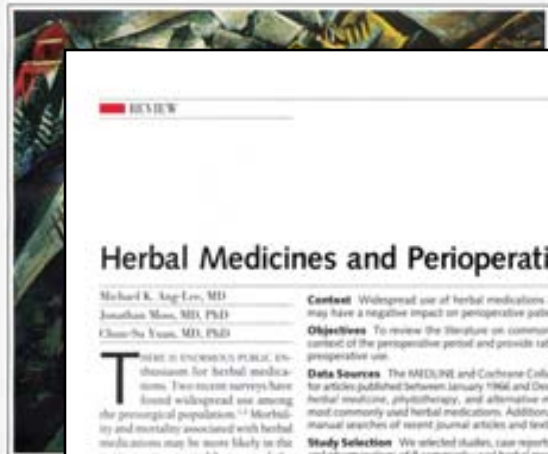 REVIEW
Herbal Medicines and Perioperati
Michael K. Ang-Lee, MD
Jonathan Moss, MD, PhD
Chun-Su Yuan, MD, PhD
THERE IS ENORMOUS PUBLIC EN-
thusiasm for herbal medica-
tions. Two recent surveys have
found widespread use among
the presurgical population. Morbid-
ity and mortality associated with herbal
medications may be more likely in the
Context Widespread use of herbal medications
may have a negative impact on perioperative pati
Objectives To review the literature on common
context of the perioperative period and provide rat
preoperative use.
Data Sources The MEDLINE and Cochrane Colla
for articles published between January 1966 and Dec
herbal medicine, phytotherapy, and alternative m
most commonly used herbal medications. Addition
manual searches of recent journal articles and text
Study Selection We selected studies, case reports